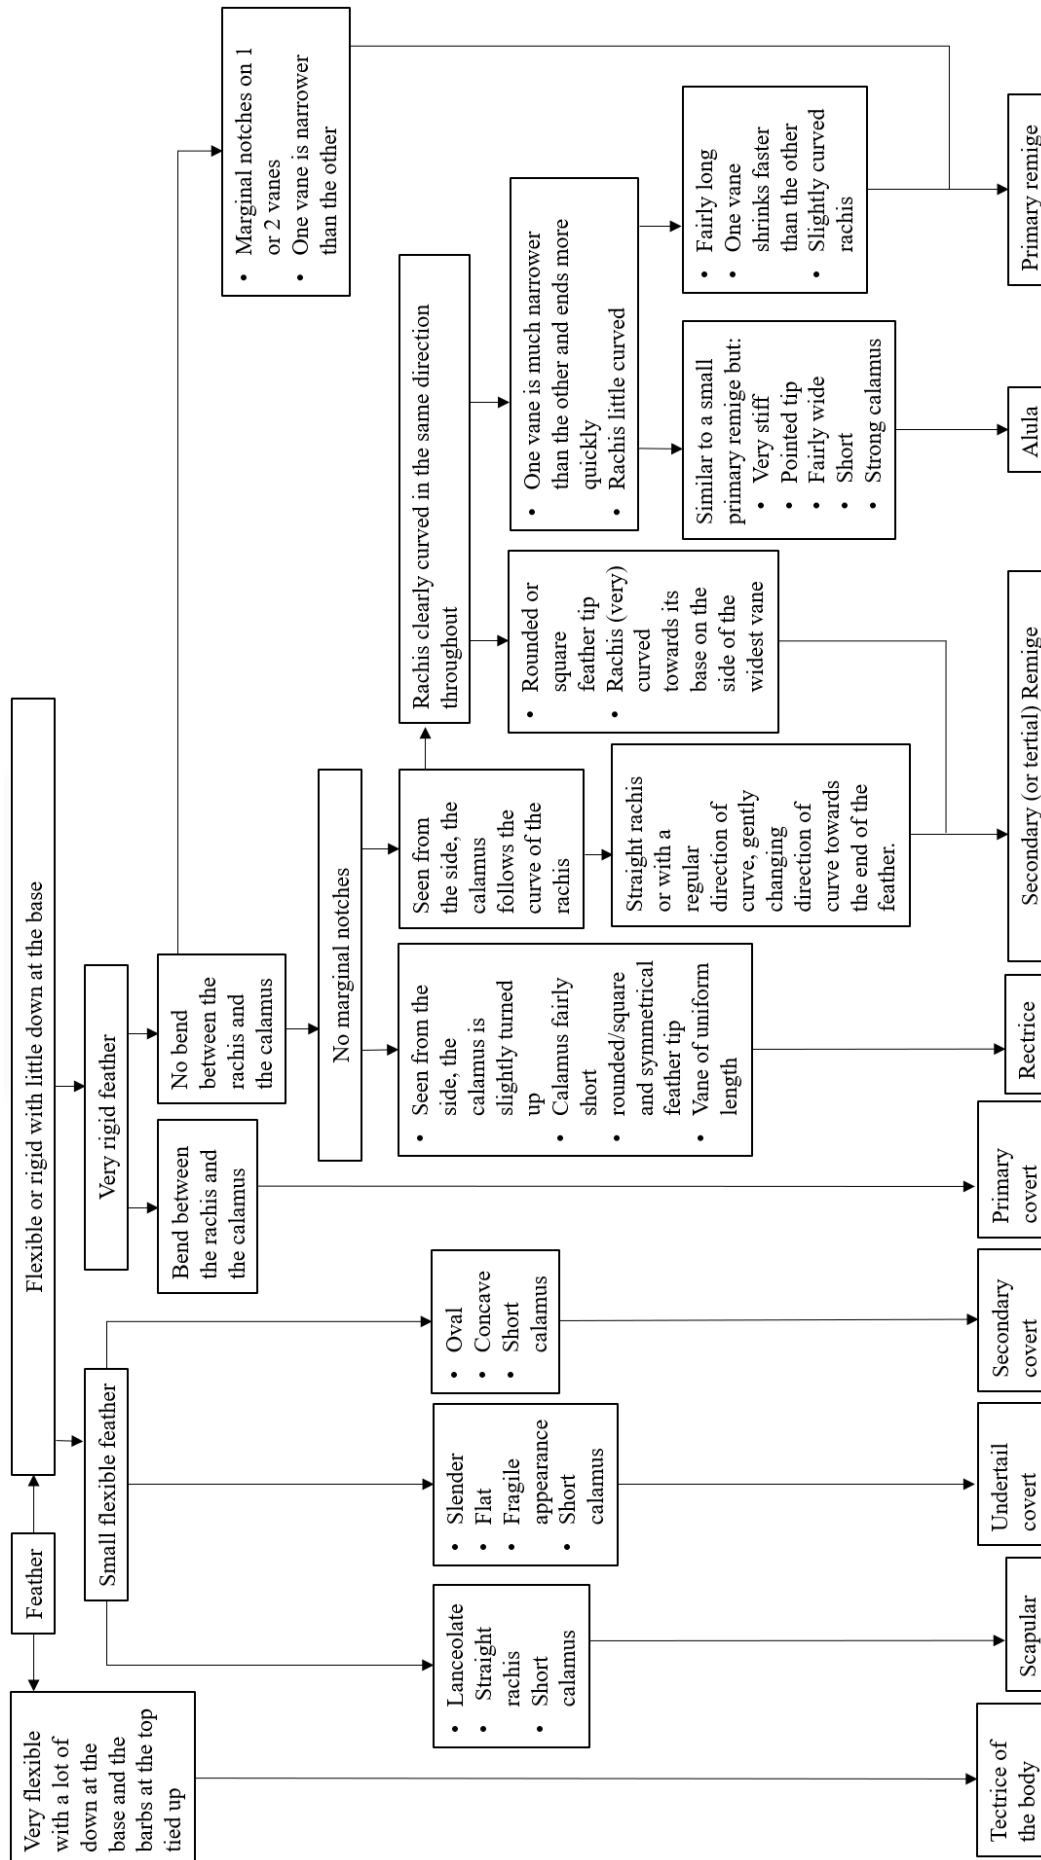 Feather
Very flexible
with a lot of
down at the
base and the
barbs at the top
tied up
Flexible or rigid with little down at the base
Small flexible feather
Very rigid feather
Bend between
the rachis and
the calamus
No bend
between the
rachis and
the calamus
• Marginal notches on 1
or 2 vanes
• One vane is narrower
than the other
No marginal notches
• Lanceolate
• Straight
rachis
• Short
calamus
• Slender
• Flat
• Fragile
appearance
• Short
calamus
• Oval
• Concave
• Short
calamus
• Seen from the
side, the
calamus is
slightly turned
up
• Calamus fairly
short
• rounded/square
and symmetrical
feather tip
• Vane of uniform
length
Seen from
the side, the
calamus
follows the
curve of the
rachis
Rachis clearly curved in the same direction
throughout
Straight rachis
or with a
regular
direction of
curve, gently
changing
direction of
curve towards
the end of the
feather.
• Rounded or
square
feather tip
• Rachis (very)
curved
towards its
base on the
side of the
widest vane
• One vane is much narrower
than the other and ends more
quickly
• Rachis little curved
Similar to a small
primary remige but:
• Very stiff
• Pointed tip
• Fairly wide
• Short
• Strong calamus
• Fairly long
• One vane
shrinks faster
than the other
• Slightly curved
rachis
Tectrice of
the body
Scapular
Undertail
covert
Secondary
covert
Primary
covert
Rectrice
Secondary (or tertial) Remige
Alula
Primary remige